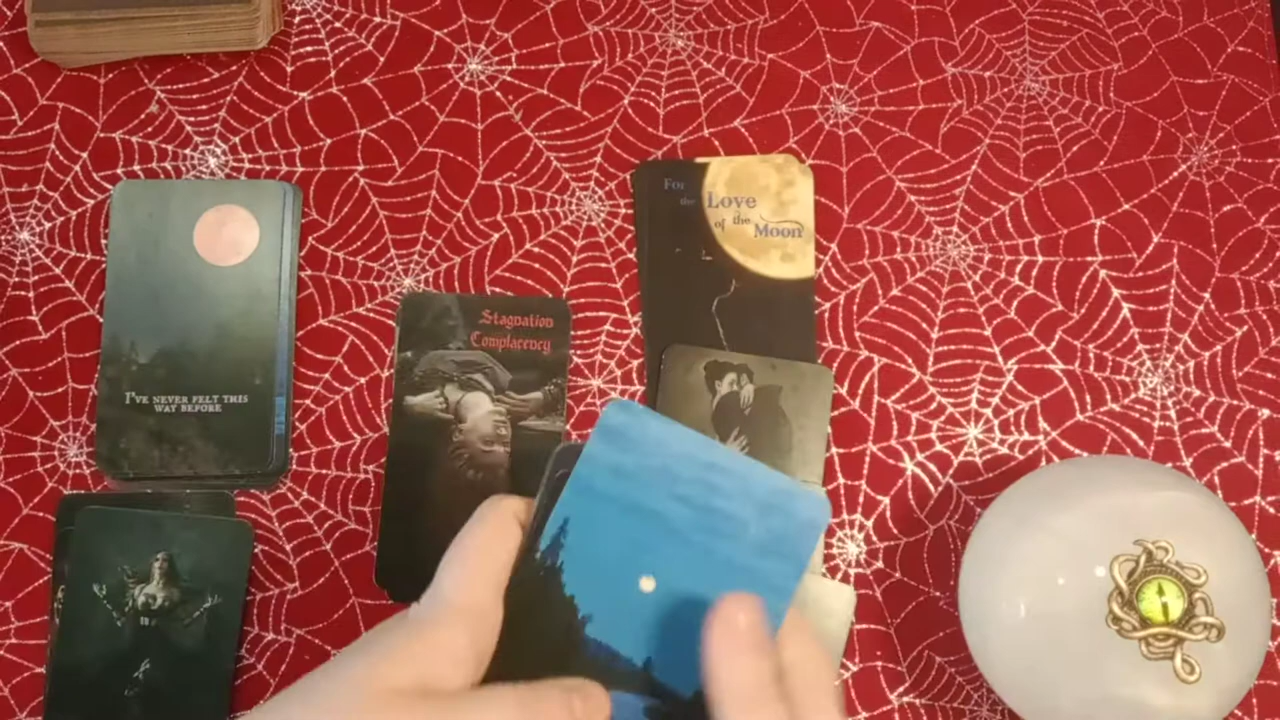 For
the Love
of the
Moon
Stagnation
Complacency
I'VE NEVER FELT THIS
WAY BEFORE